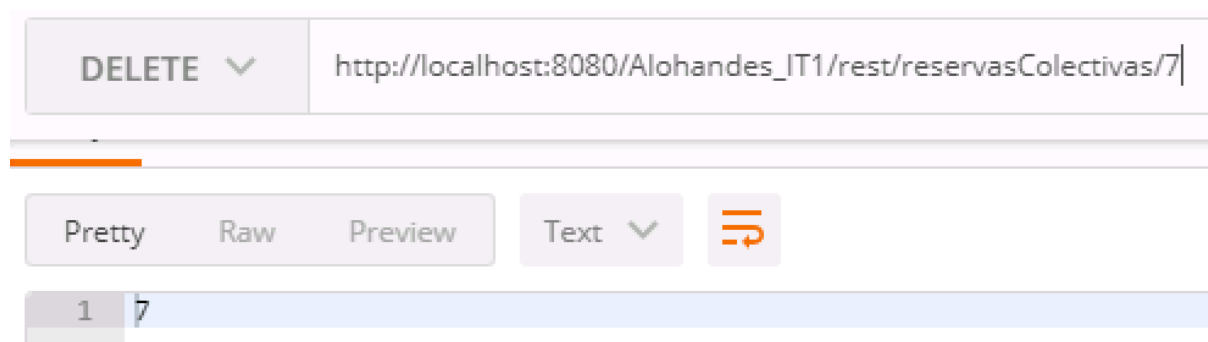 DELETE http://localhost:8080/Alohandes_IT1/rest/reservasColectivas/7
Pretty Raw Preview Text
1 7